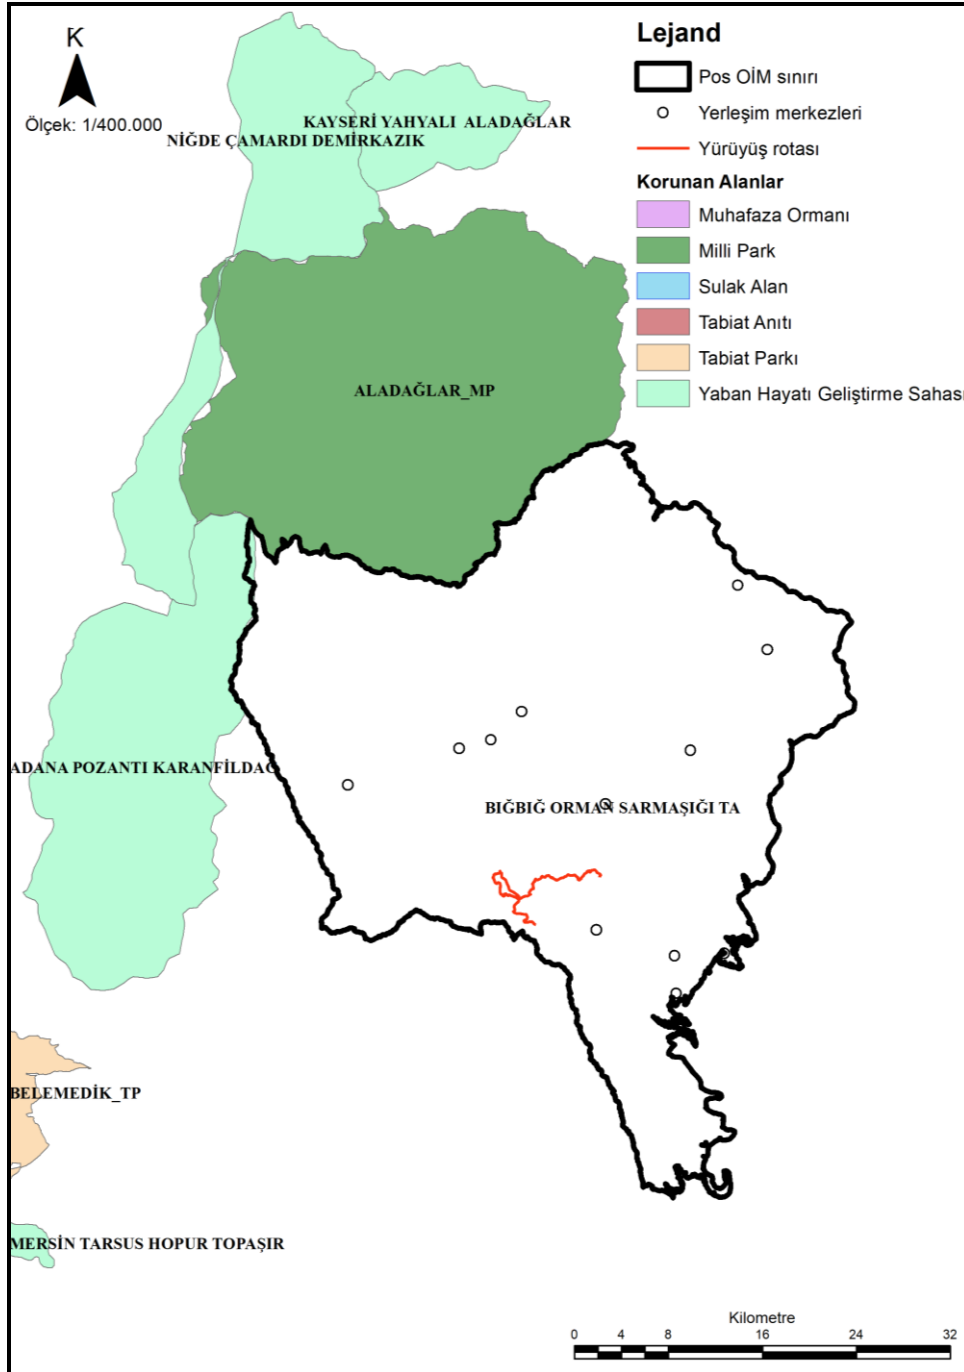 K
Ölçek: 1/400.000
Lejand
Pos OİM sınırı
Yerleşim merkezleri
Yürüyüş rotası
Korunan Alanlar
Muhafaza Ormanı
Milli Park
Sulak Alan
Tabiat Anıtı
Tabiat Parkı
Yaban Hayatı Geliştirme Sahası
KAYSERİ YAHYALI ALADAĞLAR
NİĞDE ÇAMARDI DEMİRKAZIK
ALADAĞLAR_MP
ADANA POZANTI KARANFİLDAĞ
BIĞBIĞ ORMAN SARMAŞIĞI TA
BELEMEDİK_TP
MERSİN TARSUS HOPUR TOPAŞIR
Kilometre
0 4 8 16 24 32